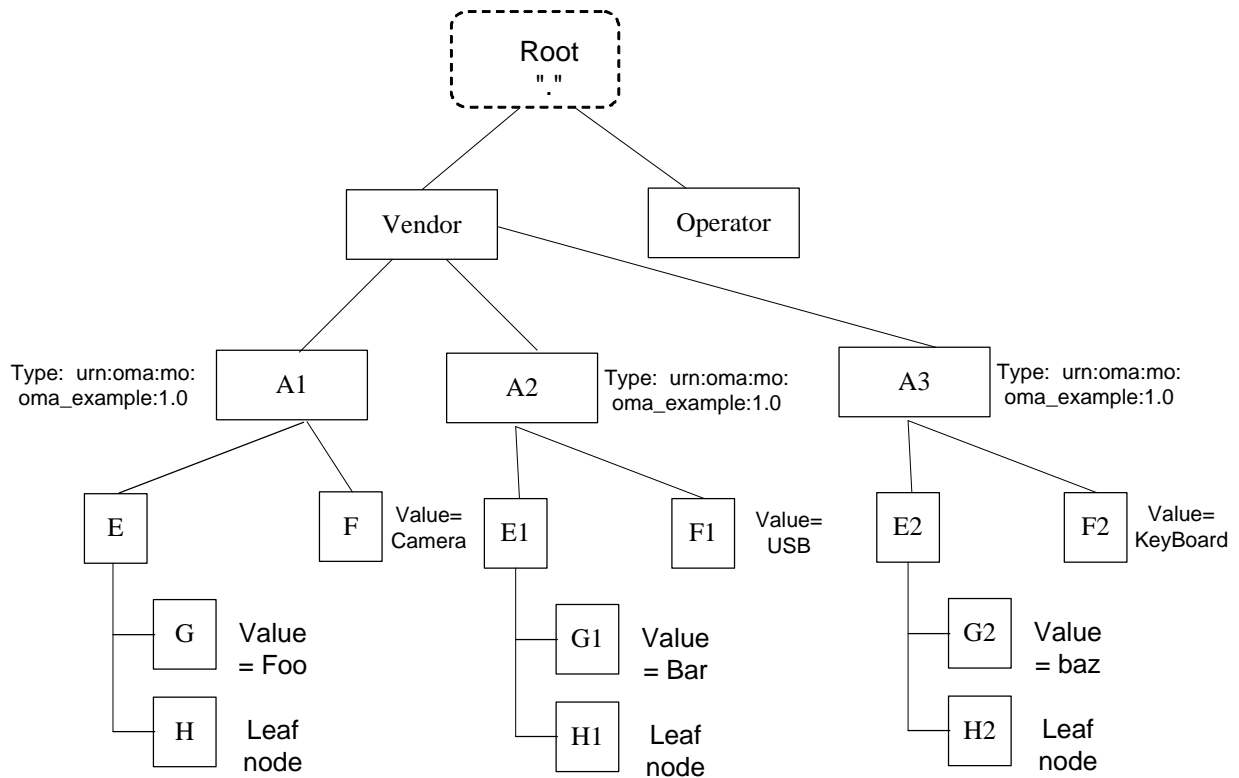 Root
"."
Vendor
Operator
Type: urn:oma:mo:
oma_example:1.0
A1
A2
Type: urn:oma:mo:
oma_example:1.0
A3
Type: urn:oma:mo:
oma_example:1.0
E
F
Value=
Camera
E1
F1
Value=
USB
E2
F2
Value=
KeyBoard
G
Value
= Foo
G1
Value
= Bar
G2
Value
= baz
H
Leaf
node
H1
Leaf
node
H2
Leaf
node